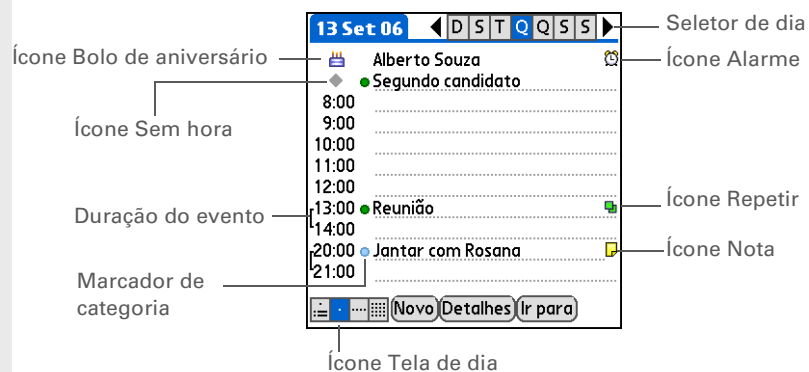 13 Set 06 D S T Q Q S S Seletor de dia
Ícone Bolo de aniversário Alberto Souza Ícone Alarme
Segundo candidato
8:00
Ícone Sem hora
9:00
10:00
11:00
12:00
Duração do evento 13:00 Reunião Ícone Repetir
14:00
20:00 Jantar com Rosana Ícone Nota
21:00
Marcador de
categoria
Novo Detalhes Ir para
Ícone Tela de dia